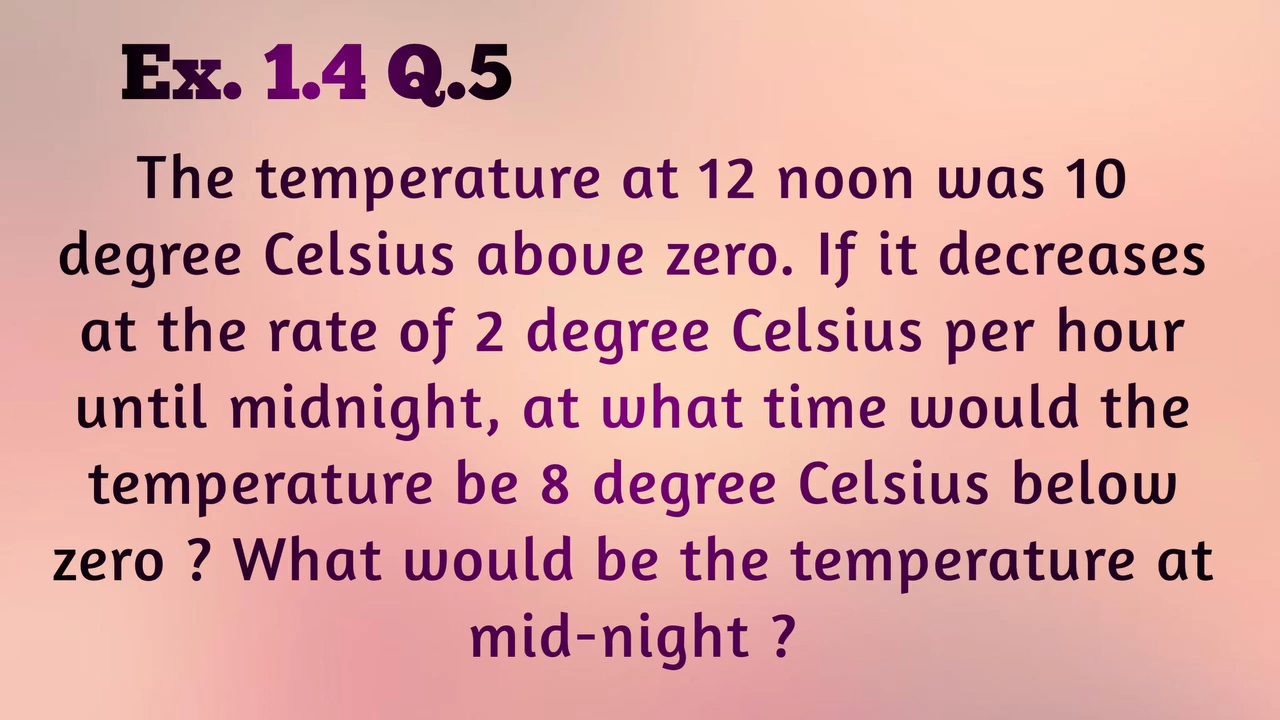 Ex. 1.4 Q.5
The temperature at 12 noon was 10
degree Celsius above zero. If it decreases
at the rate of 2 degree Celsius per hour
until midnight, at what time would the
temperature be 8 degree Celsius below
zero ? What would be the temperature at
mid-night ?